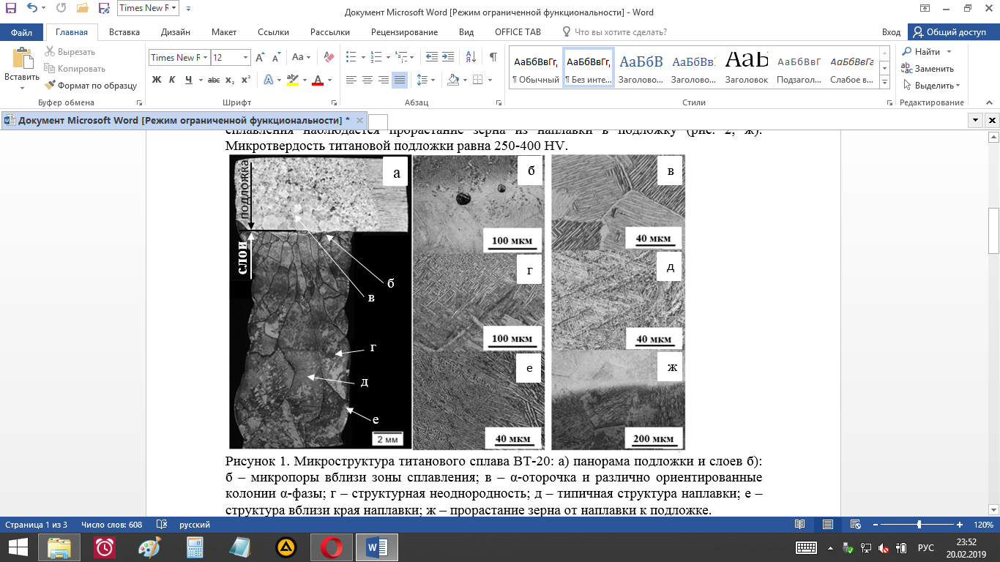 Документ Microsoft Word [Режим ограниченной функциональности] - Word
Times New R
Файл Главная Вставка Дизайн Макет Ссылки Рассылки Рецензирование Вид OFFICE TAB Что вы хотите сделать? Вход Общий доступ
Вставить
Вырезать
Копировать
Формат по образцу
Буфер обмена
Times New R 12
Ж К Ч abc x₂ x²
Шрифт
Абзац
АаБбВвГг, АаБбВвГг, АаБбВ АаБбВв АаБ АаБбВвГ АаБбВвГг
¶ Обычный ¶ Без инте... Заголово... Заголово... Заголовок Подзагол... Слабое в...
Стили
Найти
Заменить
Выделить
Редактирование
Документ Microsoft Word [Режим ограниченной функциональности] *
сплавления наблюдается прорастание зерна из наплавки в подложку (рис. 2, ж).
Микротвердость титановой подложки равна 250-400 HV.
подложка
слои
а
б
в
г
д
е
2 мм
б
100 мкм
в
40 мкм
г
100 мкм
д
40 мкм
е
40 мкм
ж
200 мкм
Рисунок 1. Микроструктура титанового сплава ВТ-20: а) панорама подложки и слоев б):
б – микропоры вблизи зоны сплавления; в – α-оторочка и различно ориентированные
колонии α-фазы; г – структурная неоднородность; д – типичная структура наплавки; е –
структура вблизи края наплавки; ж – прорастание зерна от наплавки к подложке.
Страница 1 из 3 Число слов: 608 русский 120%
РУС
23:52
20.02.2019